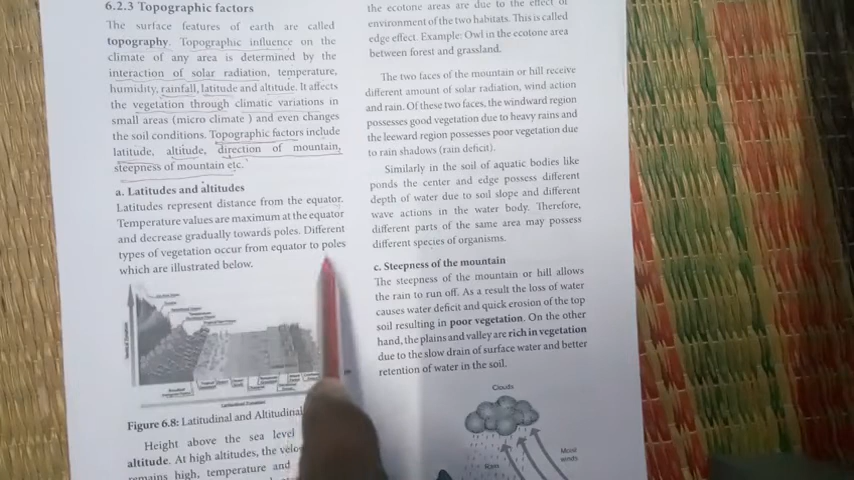 6.2.3 Topographic factors
The surface features of earth are called
topography. Topographic influence on the
climate of any area is determined by the
interaction of solar radiation, temperature,
humidity, rainfall, latitude and altitude. It affects
the vegetation through climatic variations in
small areas (micro climate ) and even changes
the soil conditions. Topographic factors include
latitude, altitude, direction of mountain,
steepness of mountain etc.
a. Latitudes and altitudes
Latitudes represent distance from the equator.
Temperature values are maximum at the equator
and decrease gradually towards poles. Different
types of vegetation occur from equator to poles
which are illustrated below.
Figure 6.8: Latitudinal and Altitudinal
Height above the sea level
altitude. At high altitudes, the
remains high, temperature and
the ecotone areas are due to the effect of
environment of the two habitats. This is called
edge effect. Example: Owl in the ecotone area
between forest and grassland.
The two faces of the mountain or hill receive
different amount of solar radiation, wind action
and rain. Of these two faces, the windward region
possesses good vegetation due to heavy rains and
the leeward region possesses poor vegetation due
to rain shadows (rain deficit).
Similarly in the soil of aquatic bodies like
ponds the center and edge possess different
depth of water due to soil slope and different
wave actions in the water body. Therefore,
different parts of the same area may possess
different species of organisms.
c. Steepness of the mountain
The steepness of the mountain or hill allows
the rain to run off. As a result the loss of water
causes water deficit and quick erosion of the top
soil resulting in poor vegetation. On the other
hand, the plains and valley are rich in vegetation
due to the slow drain of surface water and better
retention of water in the soil.
Clouds
Rain
Moist
winds